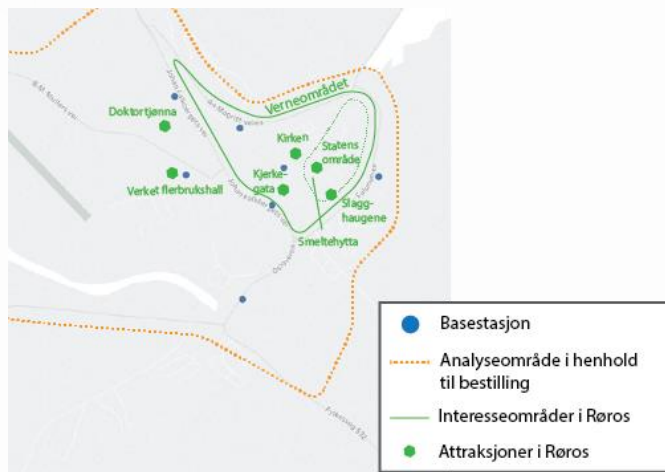 Verneområdet
Doktortjønna
Kirken
Statens
område
Kjerke-
gata
Verket flerbrukshall
Slagg-
haugene
Smeltehytta
Basestasjon
Analyseområde i henhold
til bestilling
Interesseområder i Røros
Attraksjoner i Røros